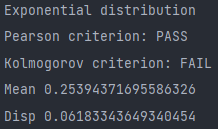 Exponential distribution
Pearson criterion: PASS
Kolmogorov criterion: FAIL
Mean 0.25394371695586326
Disp 0.06183343649340454